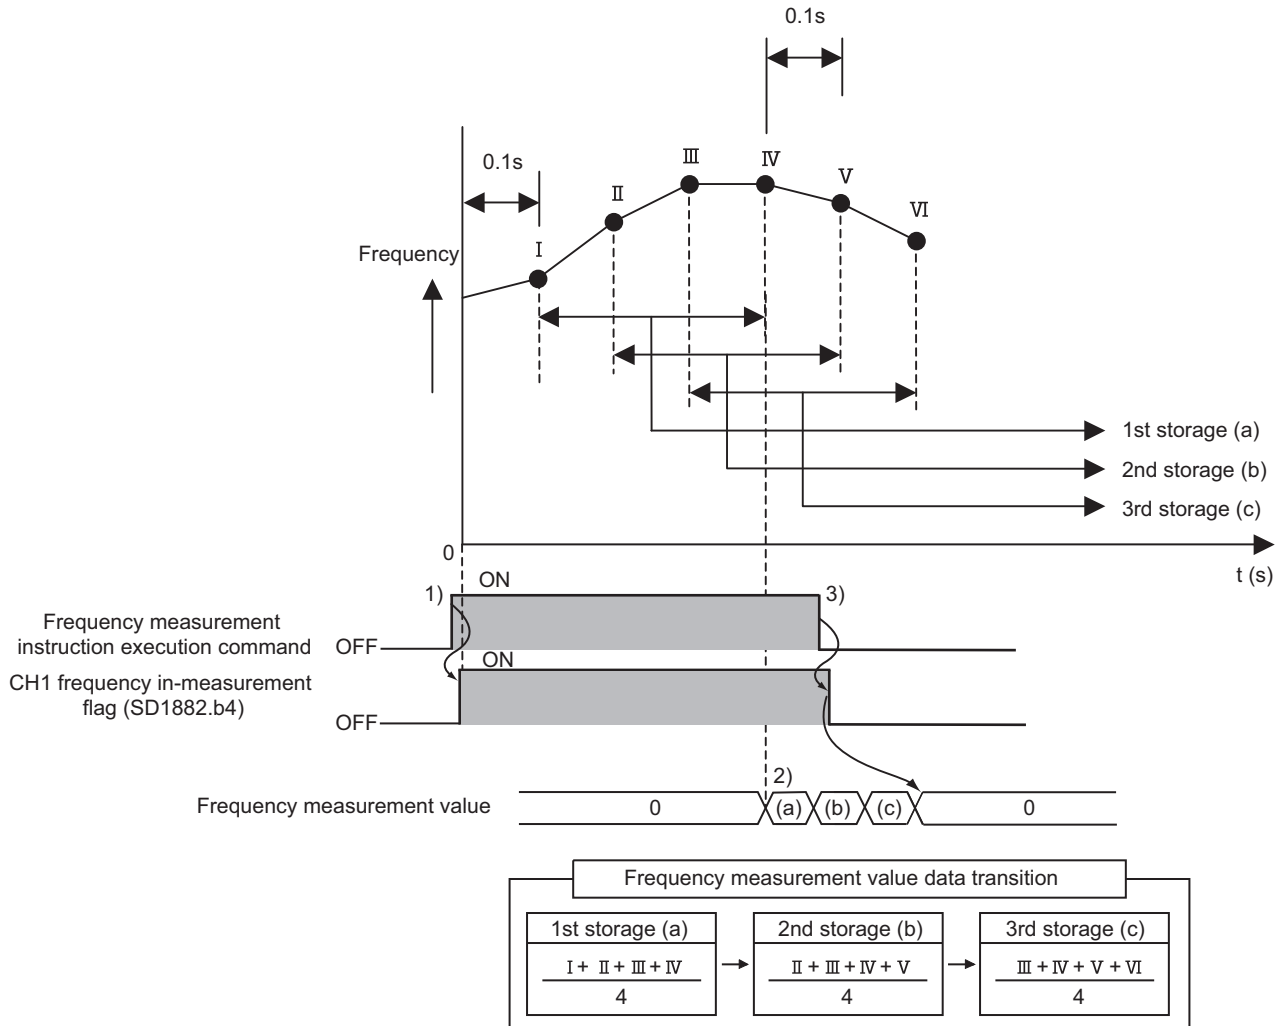 0.1s
0.1s
Ⅲ
Ⅳ
Ⅱ
Ⅴ
Ⅵ
Frequency
Ⅰ
1st storage (a)
2nd storage (b)
3rd storage (c)
0
t (s)
1)
ON
3)
Frequency measurement
instruction execution command
OFF
ON
CH1 frequency in-measurement
flag (SD1882.b4)
OFF
2)
Frequency measurement value
0
(a)
(b)
(c)
0
Frequency measurement value data transition
1st storage (a)
Ⅰ + Ⅱ + Ⅲ + Ⅳ
4
2nd storage (b)
Ⅱ + Ⅲ + Ⅳ + Ⅴ
4
3rd storage (c)
Ⅲ + Ⅳ + Ⅴ + Ⅵ
4